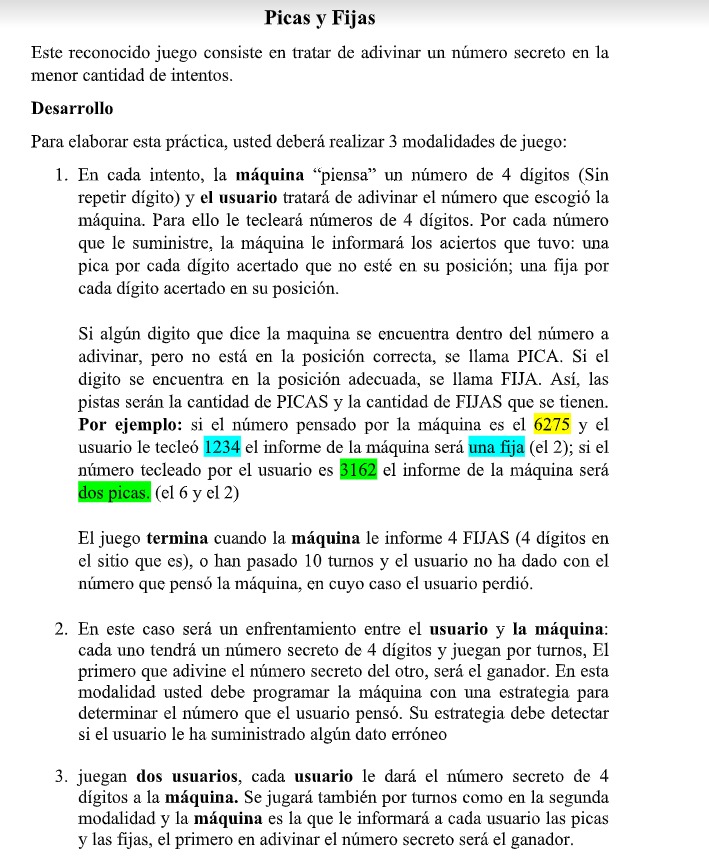 Picas y Fijas
Este reconocido juego consiste en tratar de adivinar un número secreto en la
menor cantidad de intentos.
Desarrollo
Para elaborar esta práctica, usted deberá realizar 3 modalidades de juego:
1. En cada intento, la máquina “piensa” un número de 4 dígitos (Sin
repetir dígito) y el usuario tratará de adivinar el número que escogió la
máquina. Para ello le tecleará números de 4 dígitos. Por cada número
que le suministre, la máquina le informará los aciertos que tuvo: una
pica por cada dígito acertado que no esté en su posición; una fija por
cada dígito acertado en su posición.
Si algún digito que dice la maquina se encuentra dentro del número a
adivinar, pero no está en la posición correcta, se llama PICA. Si el
digito se encuentra en la posición adecuada, se llama FIJA. Así, las
pistas serán la cantidad de PICAS y la cantidad de FIJAS que se tienen.
Por ejemplo: si el número pensado por la máquina es el 6275 y el
usuario le tecleó 1234 el informe de la máquina será una fija (el 2); si el
número tecleado por el usuario es 3162 el informe de la máquina será
dos picas. (el 6 y el 2)
El juego termina cuando la máquina le informe 4 FIJAS (4 dígitos en
el sitio que es), o han pasado 10 turnos y el usuario no ha dado con el
número que pensó la máquina, en cuyo caso el usuario perdió.
2. En este caso será un enfrentamiento entre el usuario y la máquina:
cada uno tendrá un número secreto de 4 dígitos y juegan por turnos, El
primero que adivine el número secreto del otro, será el ganador. En esta
modalidad usted debe programar la máquina con una estrategia para
determinar el número que el usuario pensó. Su estrategia debe detectar
si el usuario le ha suministrado algún dato erróneo
3. juegan dos usuarios, cada usuario le dará el número secreto de 4
dígitos a la máquina. Se jugará también por turnos como en la segunda
modalidad y la máquina es la que le informará a cada usuario las picas
y las fijas, el primero en adivinar el número secreto será el ganador.